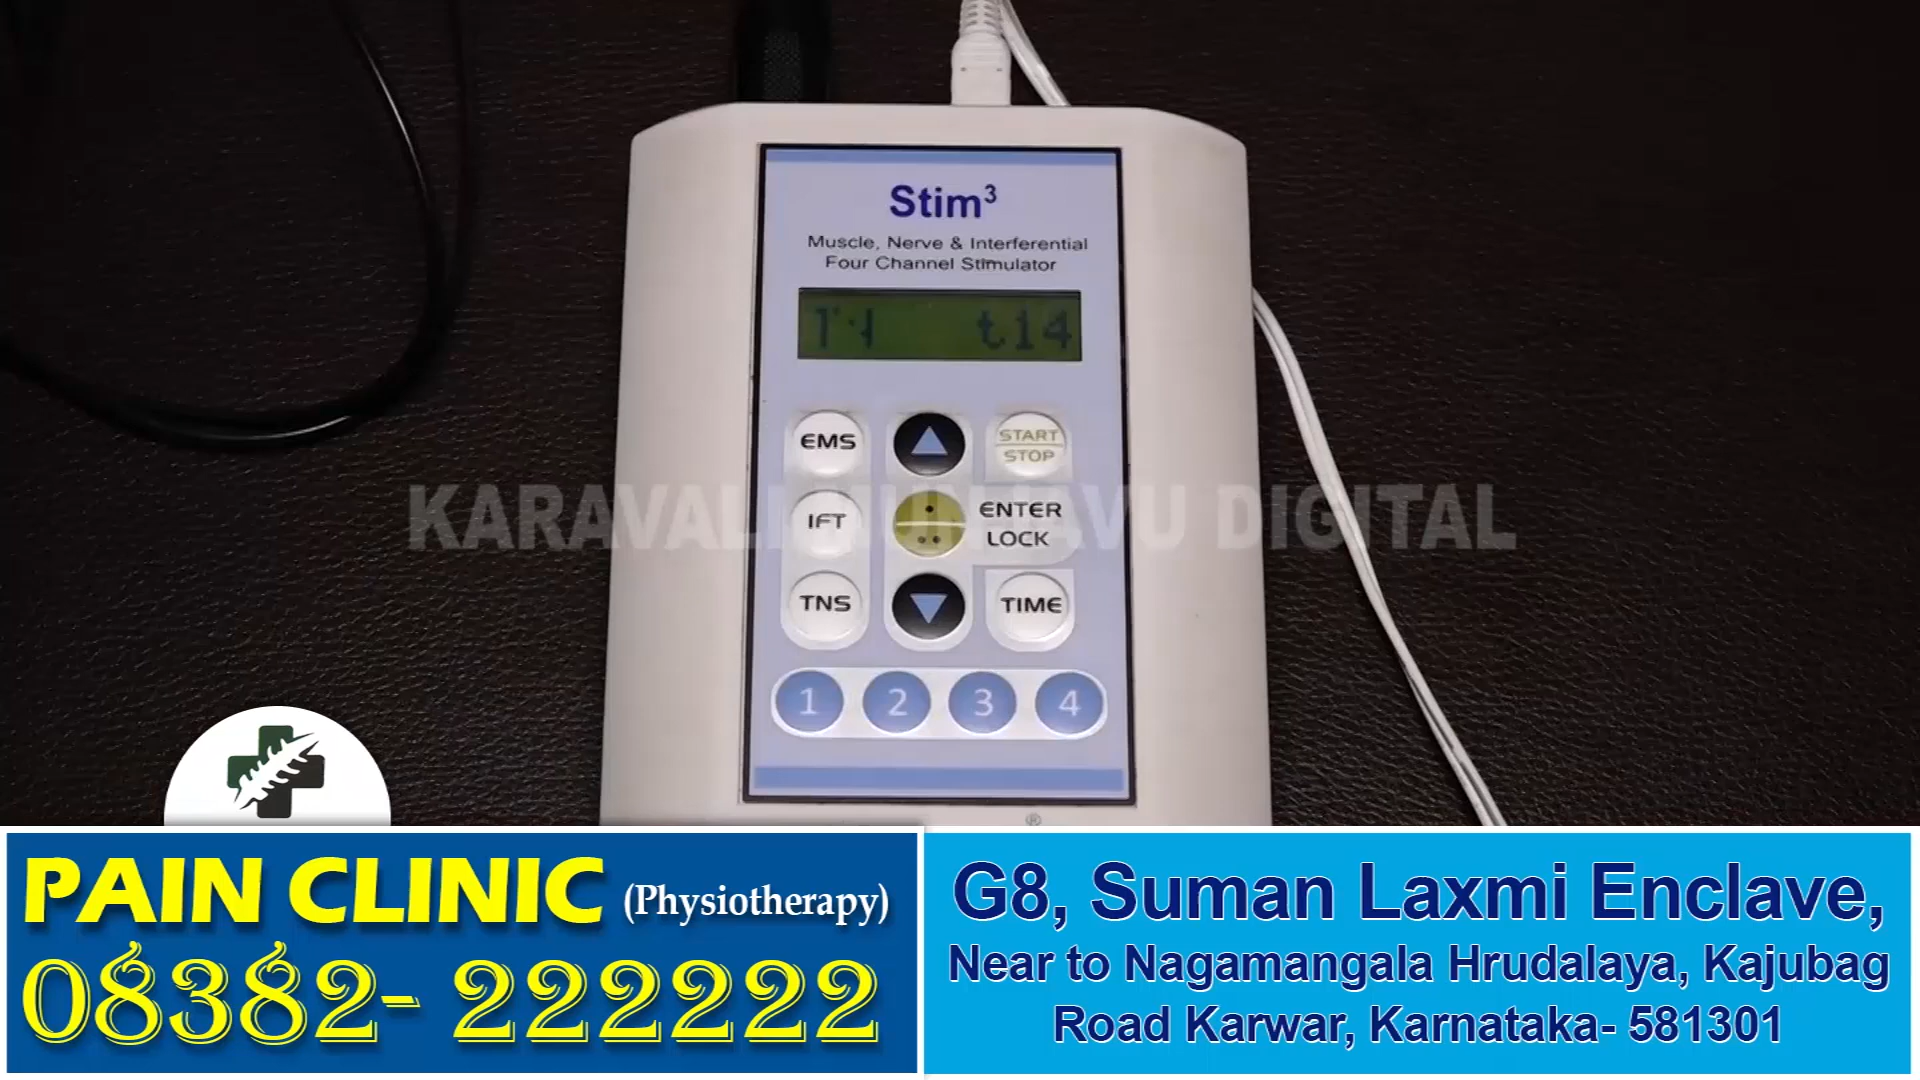 Stim³
Muscle, Nerve & Interferential
Four Channel Stimulator
t14
EMS
START
STOP
IFT
ENTER
LOCK
TNS
TIME
1 2 3 4
KARAVALI MUNJAVU DIGITAL
®
PAIN CLINIC (Physiotherapy)
08382- 222222
G8, Suman Laxmi Enclave,
Near to Nagamangala Hrudalaya, Kajubag
Road Karwar, Karnataka- 581301